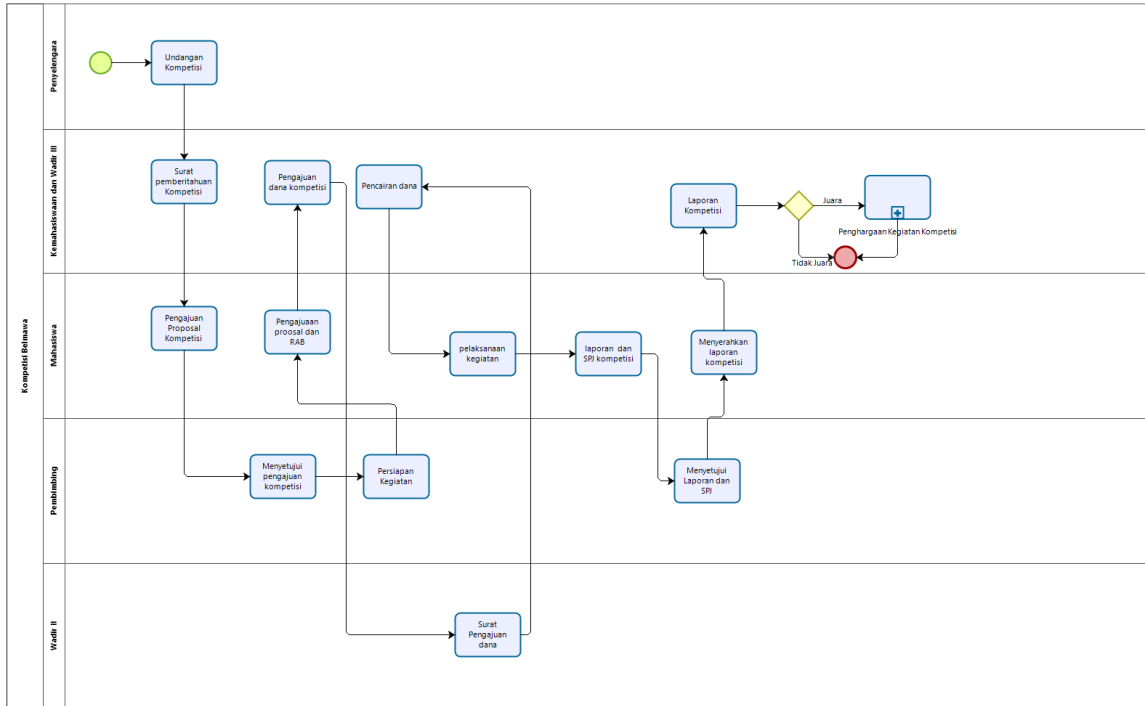 Kompetisi Belmawa
Penyelengara
Undangan
Kompetisi
Kemahasiswaan dan Wadir III
Surat
pemberitahuan
Kompetisi
Pengajuan
dana kompetisi
Pencairan dana
Laporan
Kompetisi
Juara
Penghargaan Kegiatan Kompetisi
Tidak Juara
Mahasiswa
Pengajuan
Proposal
Kompetisi
Pengajuaan
proosal dan
RAB
pelaksanaan
kegiatan
laporan dan
SPJ kompetisi
Menyerahkan
laporan
kompetisi
Pembimbing
Menyetujui
pengajuan
kompetisi
Persiapan
Kegiatan
Menyetujui
Laporan dan
SPJ
Wadir II
Surat
Pengajuan
dana